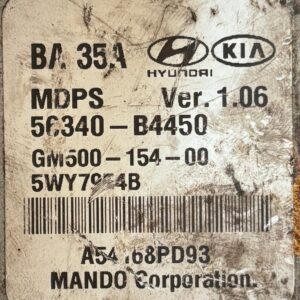 BA 35A
HYUNDAI KIA
MDPS Ver. 1.06
56340-B4450
GM500-154-00
MANDO Corporation.